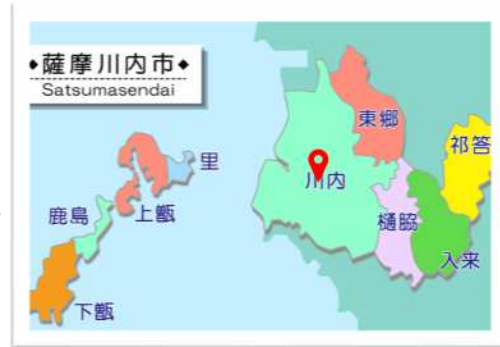 ◆薩摩川内市◆
Satsumasendai
東郷
祁答
里
川内
鹿島
上甑
樋脇
入来
下甑